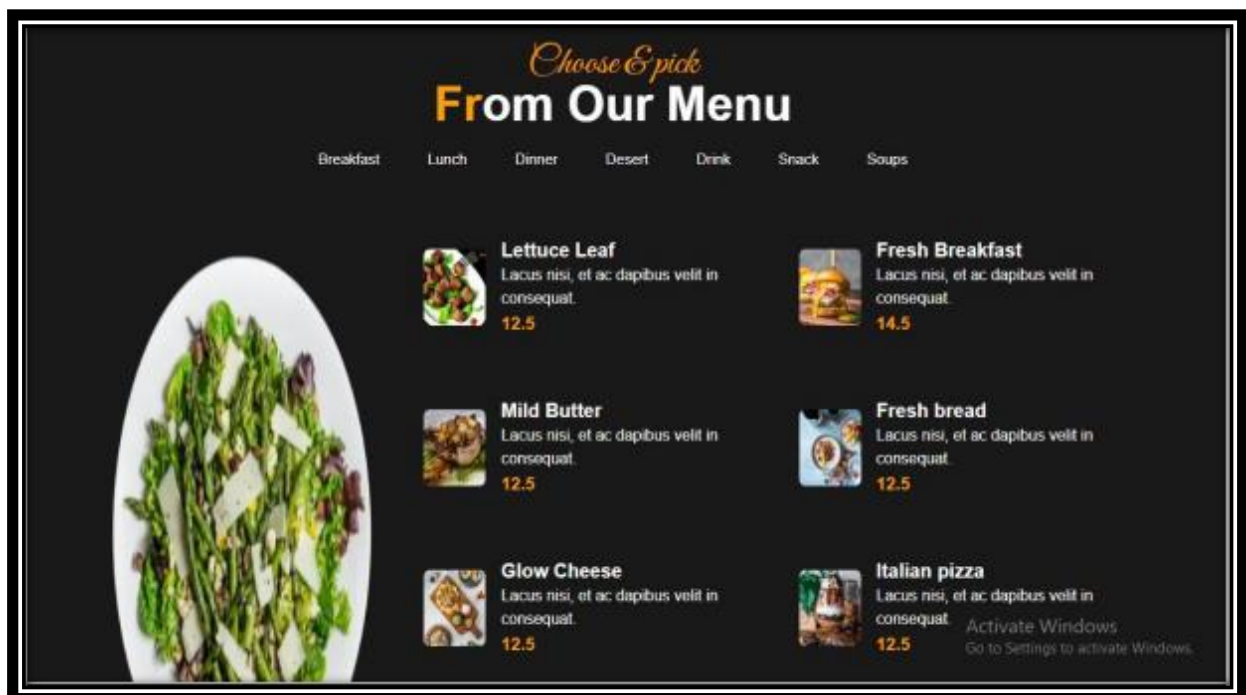 Choose & pick
From Our Menu
Breakfast Lunch Dinner Desert Drink Snack Soups
Lettuce Leaf
Lacus nisi, et ac dapibus velit in
consequat.
12.5
Fresh Breakfast
Lacus nisi, et ac dapibus velit in
consequat.
14.5
Mild Butter
Lacus nisi, et ac dapibus velit in
consequat.
12.5
Fresh bread
Lacus nisi, et ac dapibus velit in
consequat.
12.5
Glow Cheese
Lacus nisi, et ac dapibus velit in
consequat.
12.5
Italian pizza
Lacus nisi, et ac dapibus velit in
consequat.
12.5
Activate Windows
Go to Settings to activate Windows.